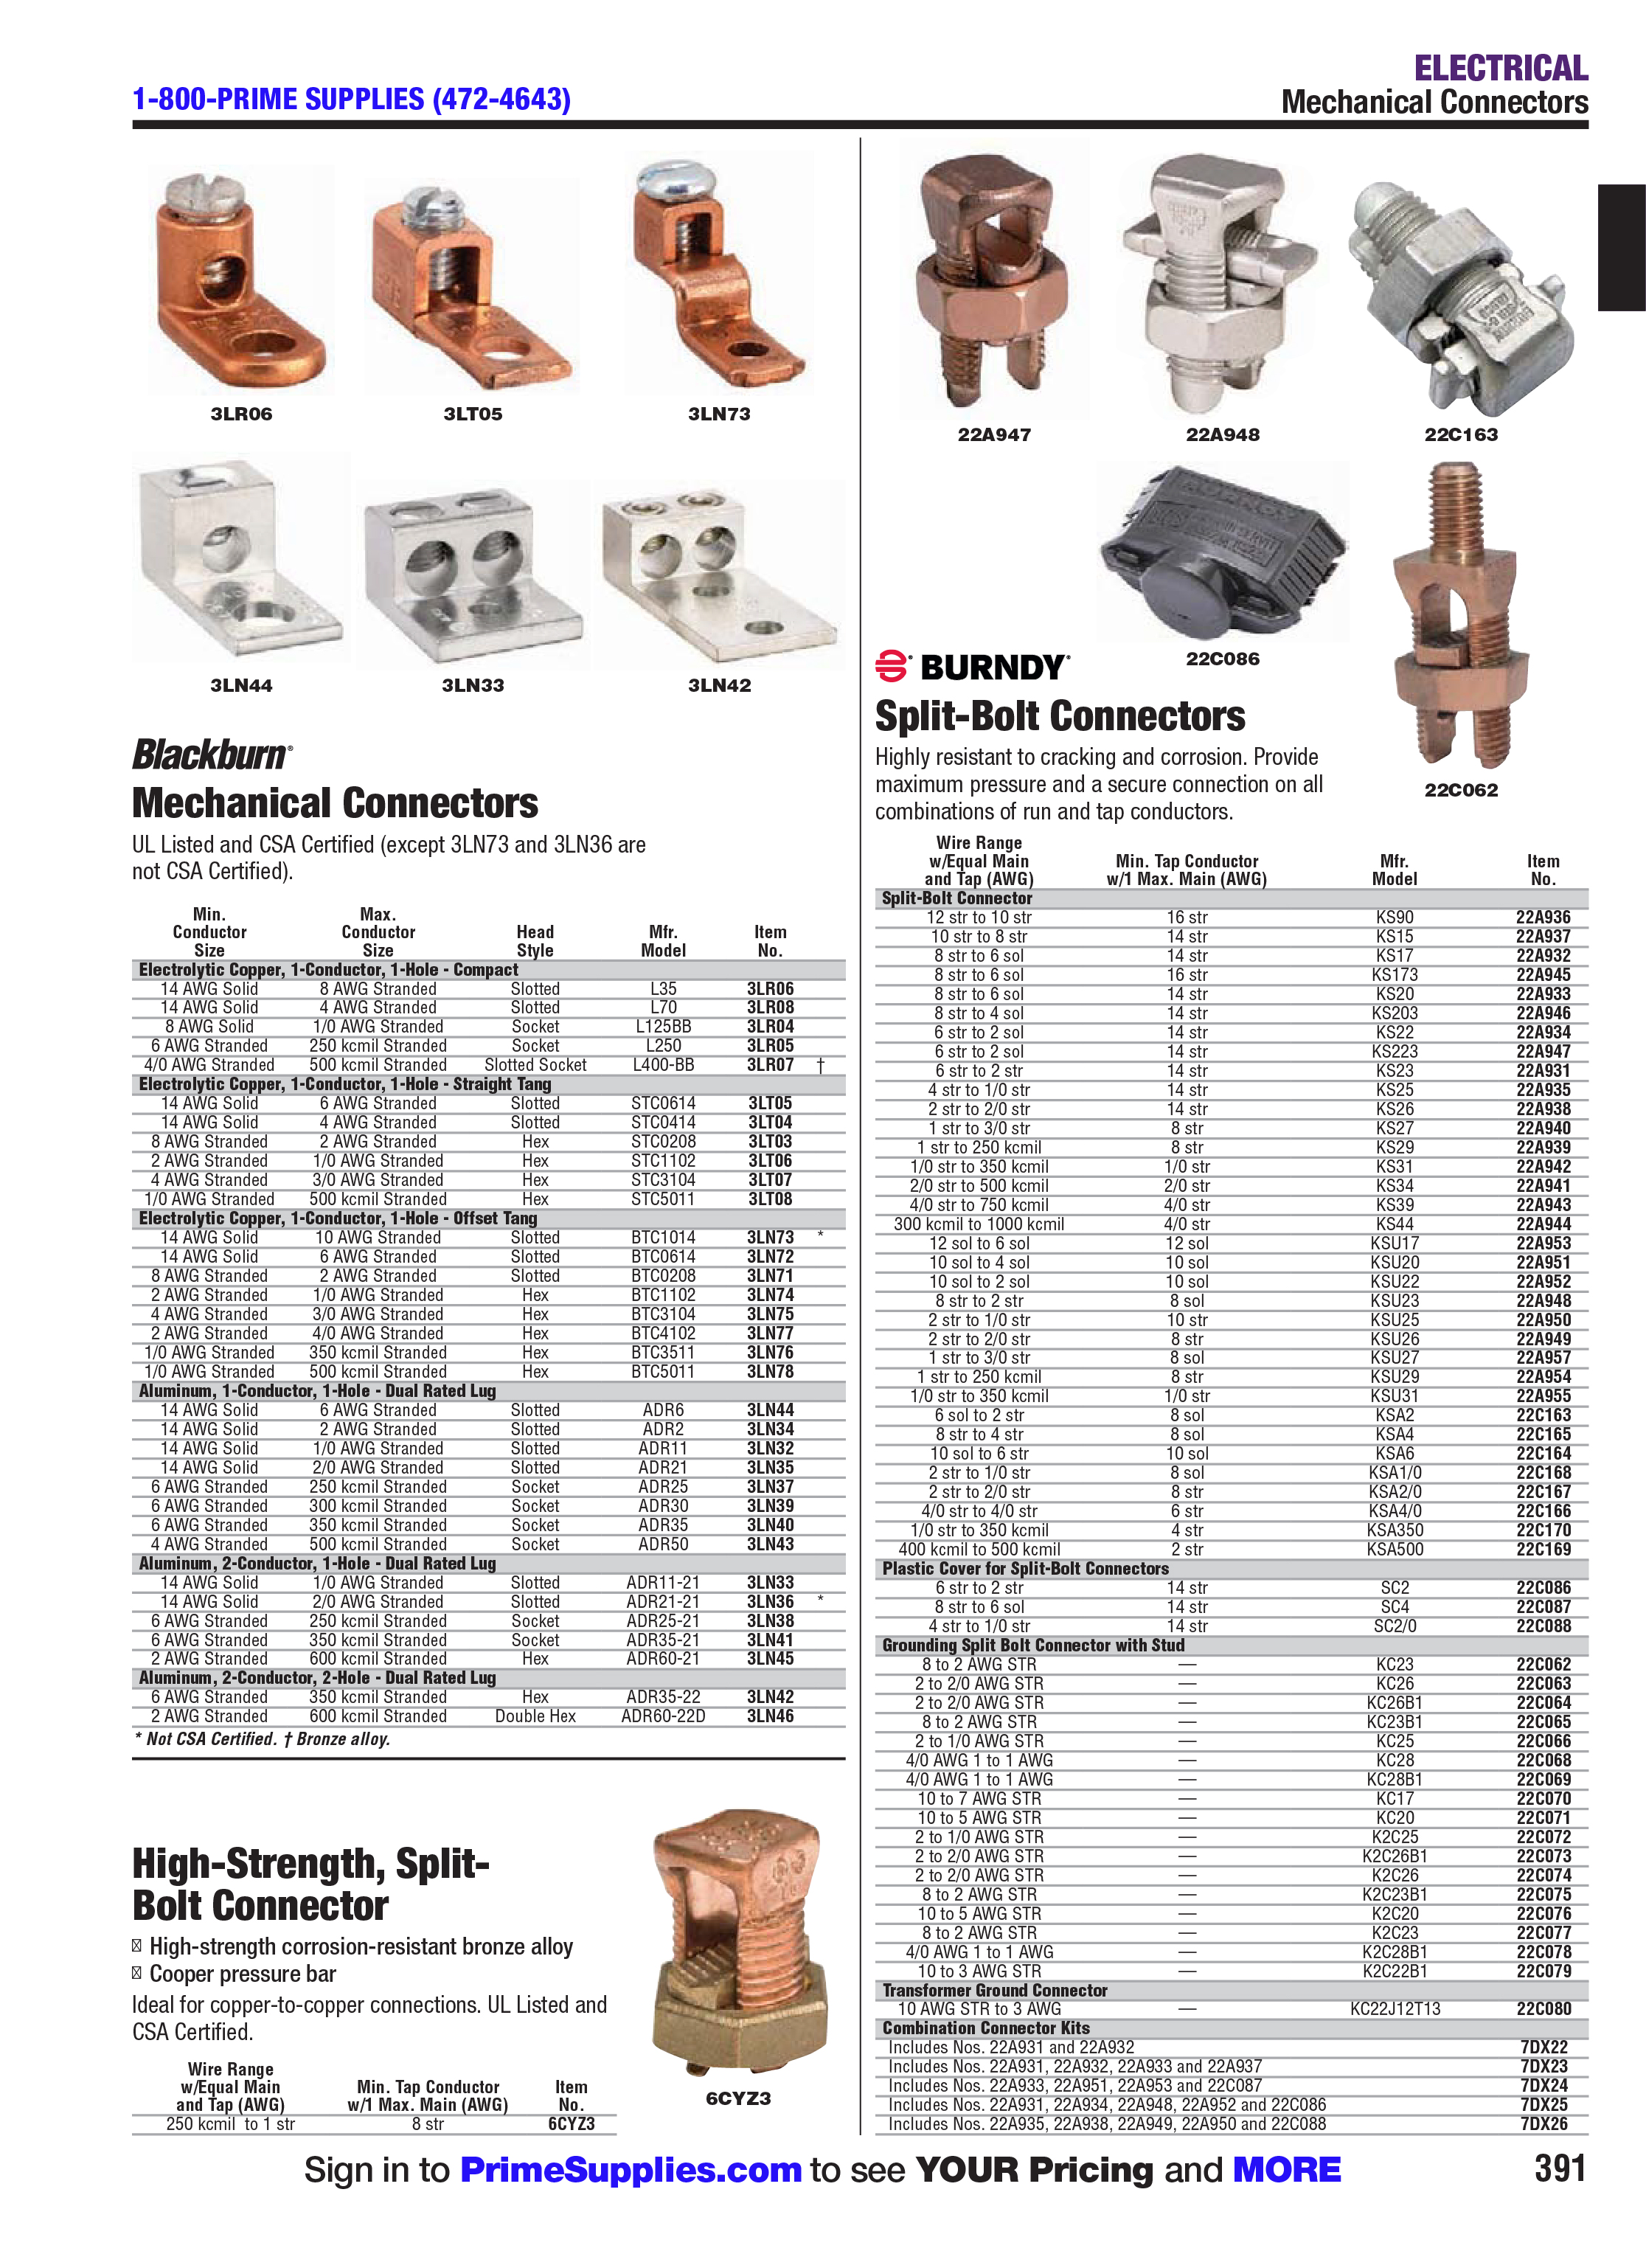 1-800-PRIME SUPPLIES (472-4643)
ELECTRICAL
Mechanical Connectors
3LR06 3LT05 3LN73
3LN44 3LN33 3LN42
Blackburn®
Mechanical Connectors
UL Listed and CSA Certified (except 3LN73 and 3LN36 are
not CSA Certified).
Min. Max.
Conductor Conductor Head Mfr. Item
Size Size Style Model No.
Electrolytic Copper, 1-Conductor, 1-Hole - Compact
14 AWG Solid 8 AWG Stranded Slotted L35 3LR06
14 AWG Solid 4 AWG Stranded Slotted L70 3LR08
8 AWG Solid 1/0 AWG Stranded Socket L125BB 3LR04
6 AWG Stranded 250 kcmil Stranded Socket L250 3LR05
4/0 AWG Stranded 500 kcmil Stranded Slotted Socket L400-BB 3LR07 †
Electrolytic Copper, 1-Conductor, 1-Hole - Straight Tang
14 AWG Solid 6 AWG Stranded Slotted STC0614 3LT05
14 AWG Solid 4 AWG Stranded Slotted STC0414 3LT04
8 AWG Stranded 2 AWG Stranded Hex STC0208 3LT03
2 AWG Stranded 1/0 AWG Stranded Hex STC1102 3LT06
4 AWG Stranded 3/0 AWG Stranded Hex STC3104 3LT07
1/0 AWG Stranded 500 kcmil Stranded Hex STC5011 3LT08
Electrolytic Copper, 1-Conductor, 1-Hole - Offset Tang
14 AWG Solid 10 AWG Stranded Slotted BTC1014 3LN73 *
14 AWG Solid 6 AWG Stranded Slotted BTC0614 3LN72
8 AWG Stranded 2 AWG Stranded Slotted BTC0208 3LN71
2 AWG Stranded 1/0 AWG Stranded Hex BTC1102 3LN74
4 AWG Stranded 3/0 AWG Stranded Hex BTC3104 3LN75
2 AWG Stranded 4/0 AWG Stranded Hex BTC4102 3LN77
1/0 AWG Stranded 350 kcmil Stranded Hex BTC3511 3LN76
1/0 AWG Stranded 500 kcmil Stranded Hex BTC5011 3LN78
Aluminum, 1-Conductor, 1-Hole - Dual Rated Lug
14 AWG Solid 6 AWG Stranded Slotted ADR6 3LN44
14 AWG Solid 2 AWG Stranded Slotted ADR2 3LN34
14 AWG Solid 1/0 AWG Stranded Slotted ADR11 3LN32
14 AWG Solid 2/0 AWG Stranded Slotted ADR21 3LN35
6 AWG Stranded 250 kcmil Stranded Socket ADR25 3LN37
6 AWG Stranded 300 kcmil Stranded Socket ADR30 3LN39
6 AWG Stranded 350 kcmil Stranded Socket ADR35 3LN40
4 AWG Stranded 500 kcmil Stranded Socket ADR50 3LN43
Aluminum, 2-Conductor, 1-Hole - Dual Rated Lug
14 AWG Solid 1/0 AWG Stranded Slotted ADR11-21 3LN33
14 AWG Solid 2/0 AWG Stranded Slotted ADR21-21 3LN36 *
6 AWG Stranded 250 kcmil Stranded Socket ADR25-21 3LN38
6 AWG Stranded 350 kcmil Stranded Socket ADR35-21 3LN41
2 AWG Stranded 600 kcmil Stranded Hex ADR60-21 3LN45
Aluminum, 2-Conductor, 2-Hole - Dual Rated Lug
6 AWG Stranded 350 kcmil Stranded Hex ADR35-22 3LN42
2 AWG Stranded 600 kcmil Stranded Double Hex ADR60-22D 3LN46
* Not CSA Certified. † Bronze alloy.
High-Strength, Split-
Bolt Connector
High-strength corrosion-resistant bronze alloy
Cooper pressure bar
Ideal for copper-to-copper connections. UL Listed and
CSA Certified.
6CYZ3
Wire Range
w/Equal Main Min. Tap Conductor Item
and Tap (AWG) w/1 Max. Main (AWG) No.
250 kcmil to 1 str 8 str 6CYZ3
22A947 22A948 22C163
22C086
22C062
BURNDY®
Split-Bolt Connectors
Highly resistant to cracking and corrosion. Provide
maximum pressure and a secure connection on all
combinations of run and tap conductors.
Wire Range
w/Equal Main Min. Tap Conductor Mfr. Item
and Tap (AWG) w/1 Max. Main (AWG) Model No.
Split-Bolt Connector
12 str to 10 str 16 str KS90 22A936
10 str to 8 str 14 str KS15 22A937
8 str to 6 sol 14 str KS17 22A932
8 str to 6 sol 16 str KS173 22A945
8 str to 6 sol 14 str KS20 22A933
8 str to 4 sol 14 str KS203 22A946
6 str to 2 sol 14 str KS22 22A934
6 str to 2 sol 14 str KS223 22A947
6 str to 2 str 14 str KS23 22A931
4 str to 1/0 str 14 str KS25 22A935
2 str to 2/0 str 14 str KS26 22A938
1 str to 3/0 str 8 str KS27 22A940
1 str to 250 kcmil 8 str KS29 22A939
1/0 str to 350 kcmil 1/0 str KS31 22A942
2/0 str to 500 kcmil 2/0 str KS34 22A941
4/0 str to 750 kcmil 4/0 str KS39 22A943
300 kcmil to 1000 kcmil 4/0 str KS44 22A944
12 sol to 6 sol 12 sol KSU17 22A953
10 sol to 4 sol 10 sol KSU20 22A951
10 sol to 2 sol 10 sol KSU22 22A952
8 str to 2 str 8 sol KSU23 22A948
2 str to 1/0 str 10 str KSU25 22A950
2 str to 2/0 str 8 str KSU26 22A949
1 str to 3/0 str 8 sol KSU27 22A957
1 str to 250 kcmil 8 str KSU29 22A954
1/0 str to 350 kcmil 1/0 str KSU31 22A955
6 sol to 2 str 8 sol KSA2 22C163
8 str to 4 str 8 sol KSA4 22C165
10 sol to 6 str 10 sol KSA6 22C164
2 str to 1/0 str 8 sol KSA1/0 22C168
2 str to 2/0 str 8 str KSA2/0 22C167
4/0 str to 4/0 str 6 str KSA4/0 22C166
1/0 str to 350 kcmil 4 str KSA350 22C170
400 kcmil to 500 kcmil 2 str KSA500 22C169
Plastic Cover for Split-Bolt Connectors
6 str to 2 str 14 str SC2 22C086
8 str to 6 sol 14 str SC4 22C087
4 str to 1/0 str 14 str SC2/0 22C088
Grounding Split Bolt Connector with Stud
8 to 2 AWG STR — KC23 22C062
2 to 2/0 AWG STR — KC26 22C063
2 to 2/0 AWG STR — KC26B1 22C064
8 to 2 AWG STR — KC23B1 22C065
2 to 1/0 AWG STR — KC25 22C066
4/0 AWG 1 to 1 AWG — KC28 22C068
4/0 AWG 1 to 1 AWG — KC28B1 22C069
10 to 7 AWG STR — KC17 22C070
10 to 5 AWG STR — KC20 22C071
2 to 1/0 AWG STR — K2C25 22C072
2 to 2/0 AWG STR — K2C26B1 22C073
2 to 2/0 AWG STR — K2C26 22C074
8 to 2 AWG STR — K2C23B1 22C075
10 to 5 AWG STR — K2C20 22C076
8 to 2 AWG STR — K2C23 22C077
4/0 AWG 1 to 1 AWG — K2C28B1 22C078
10 to 3 AWG STR — K2C22B1 22C079
Transformer Ground Connector
10 AWG STR to 3 AWG — KC22J12T13 22C080
Combination Connector Kits
Includes Nos. 22A931 and 22A932 7DX22
Includes Nos. 22A931, 22A932, 22A933 and 22A937 7DX23
Includes Nos. 22A933, 22A951, 22A953 and 22C087 7DX24
Includes Nos. 22A931, 22A934, 22A948, 22A952 and 22C086 7DX25
Includes Nos. 22A935, 22A938, 22A949, 22A950 and 22C088 7DX26
Sign in to PrimeSupplies.com to see YOUR Pricing and MORE
391